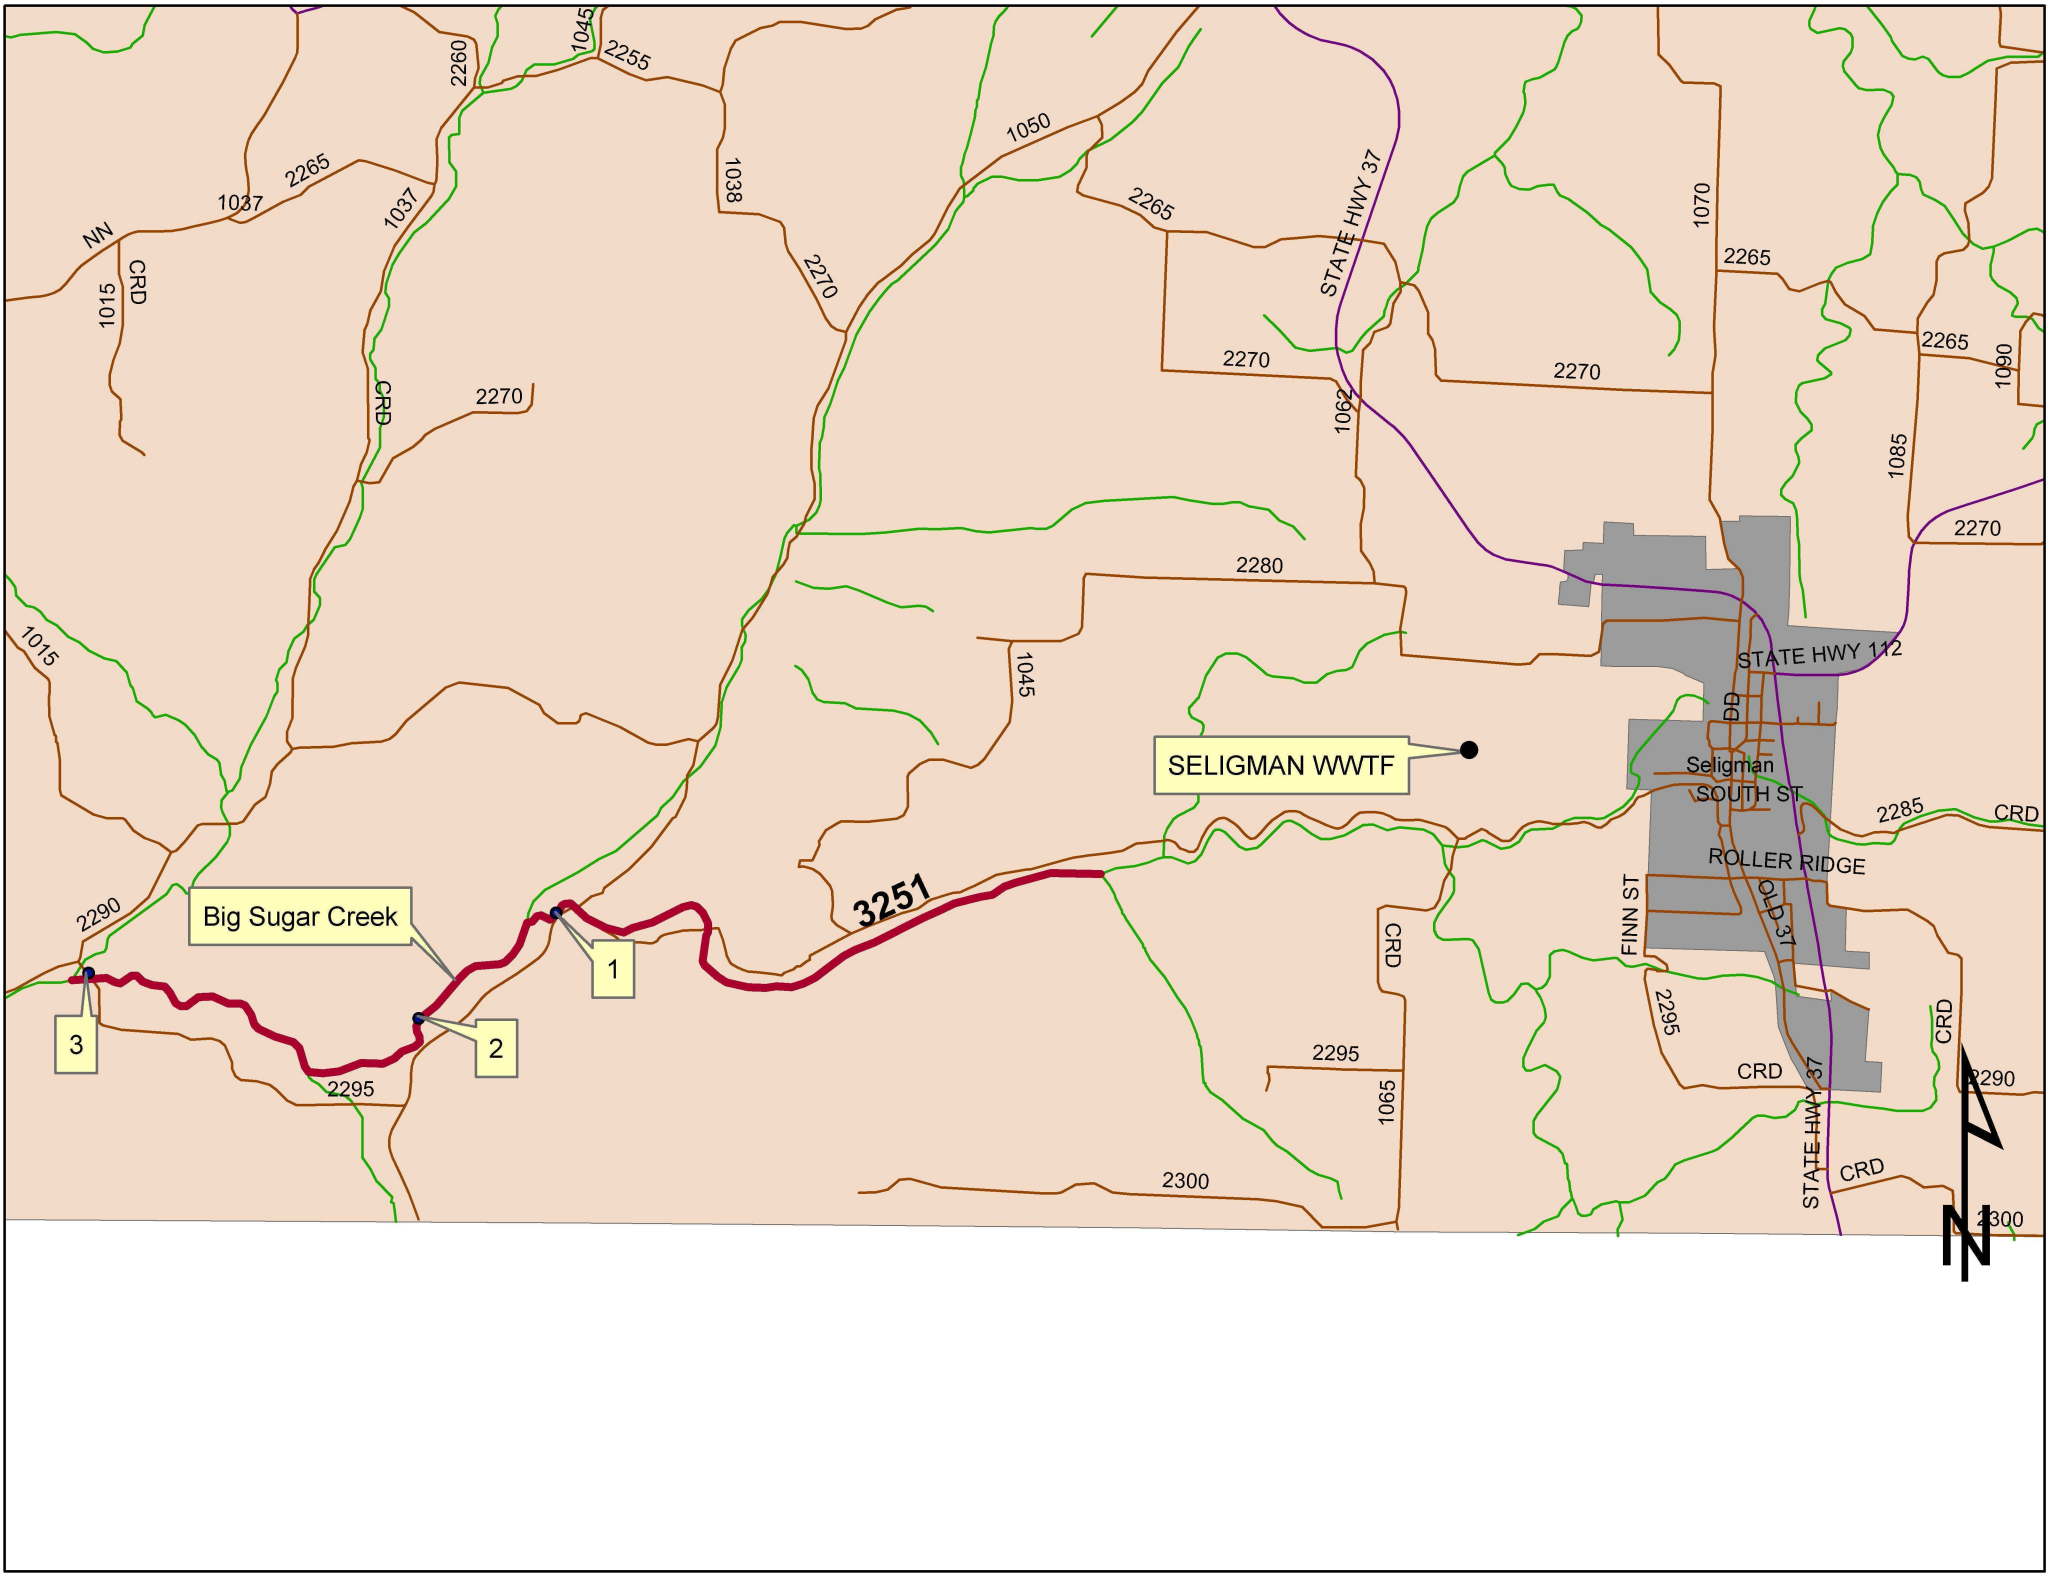 1045
2260
2255
1050
1038
2265
1037
1037
NN
CRD
1015
2270
2265
STATE HWY 37
1070
2265
2265
1090
2270
2270
1062
CRD
2270
1085
2270
2280
1015
1045
STATE HWY 112
DD
SELIGMAN WWTF
Seligman
SOUTH ST
2285
CRD
ROLLER RIDGE
3251
2290
Big Sugar Creek
OLD 37
FINN ST
CRD
1
2295
CRD
3
2
2295
CRD
2290
2295
1065
STATE HWY 37
CRD
2300
2300
N